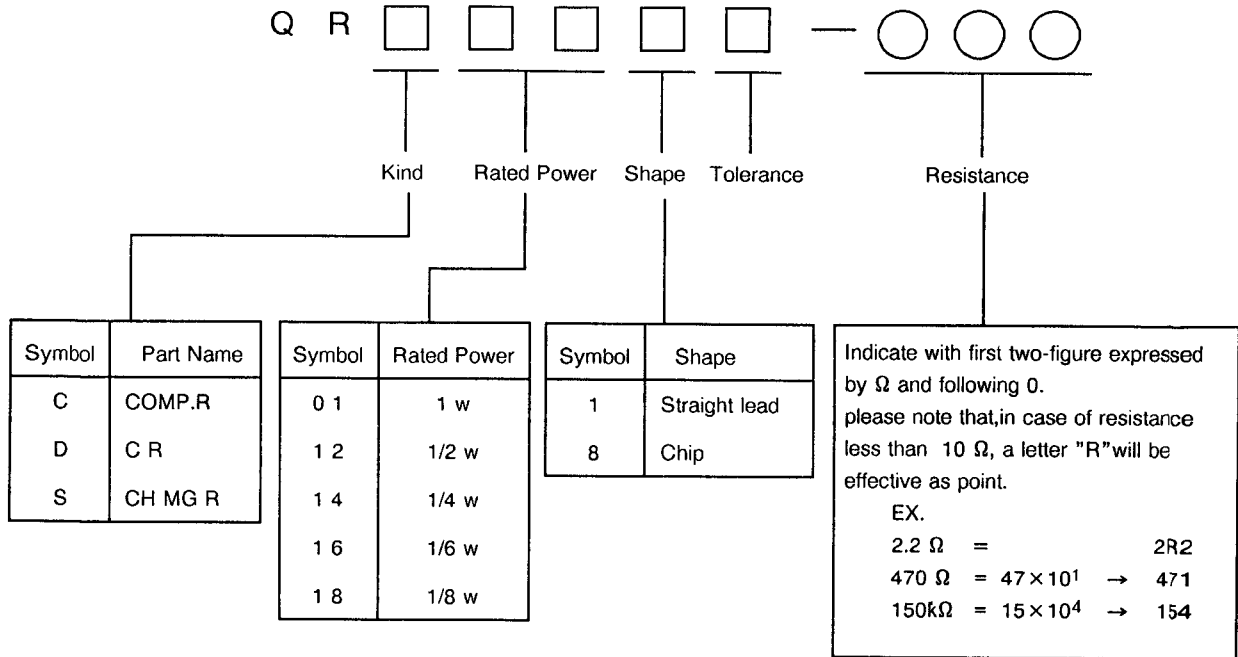 Q R □ □ □ □ □ — ○ ○ ○
Kind Rated Power Shape Tolerance Resistance
Symbol Part Name
C COMP.R
D C R
S CH MG R
Symbol Rated Power
0 1 1 w
1 2 1/2 w
1 4 1/4 w
1 6 1/6 w
1 8 1/8 w
Symbol Shape
1 Straight lead
8 Chip
Indicate with first two-figure expressed
by Ω and following 0.
please note that,in case of resistance
less than 10 Ω, a letter "R"will be
effective as point.
EX.
2.2 Ω = 2R2
470 Ω = 47×10¹ → 471
150kΩ = 15×10⁴ → 154